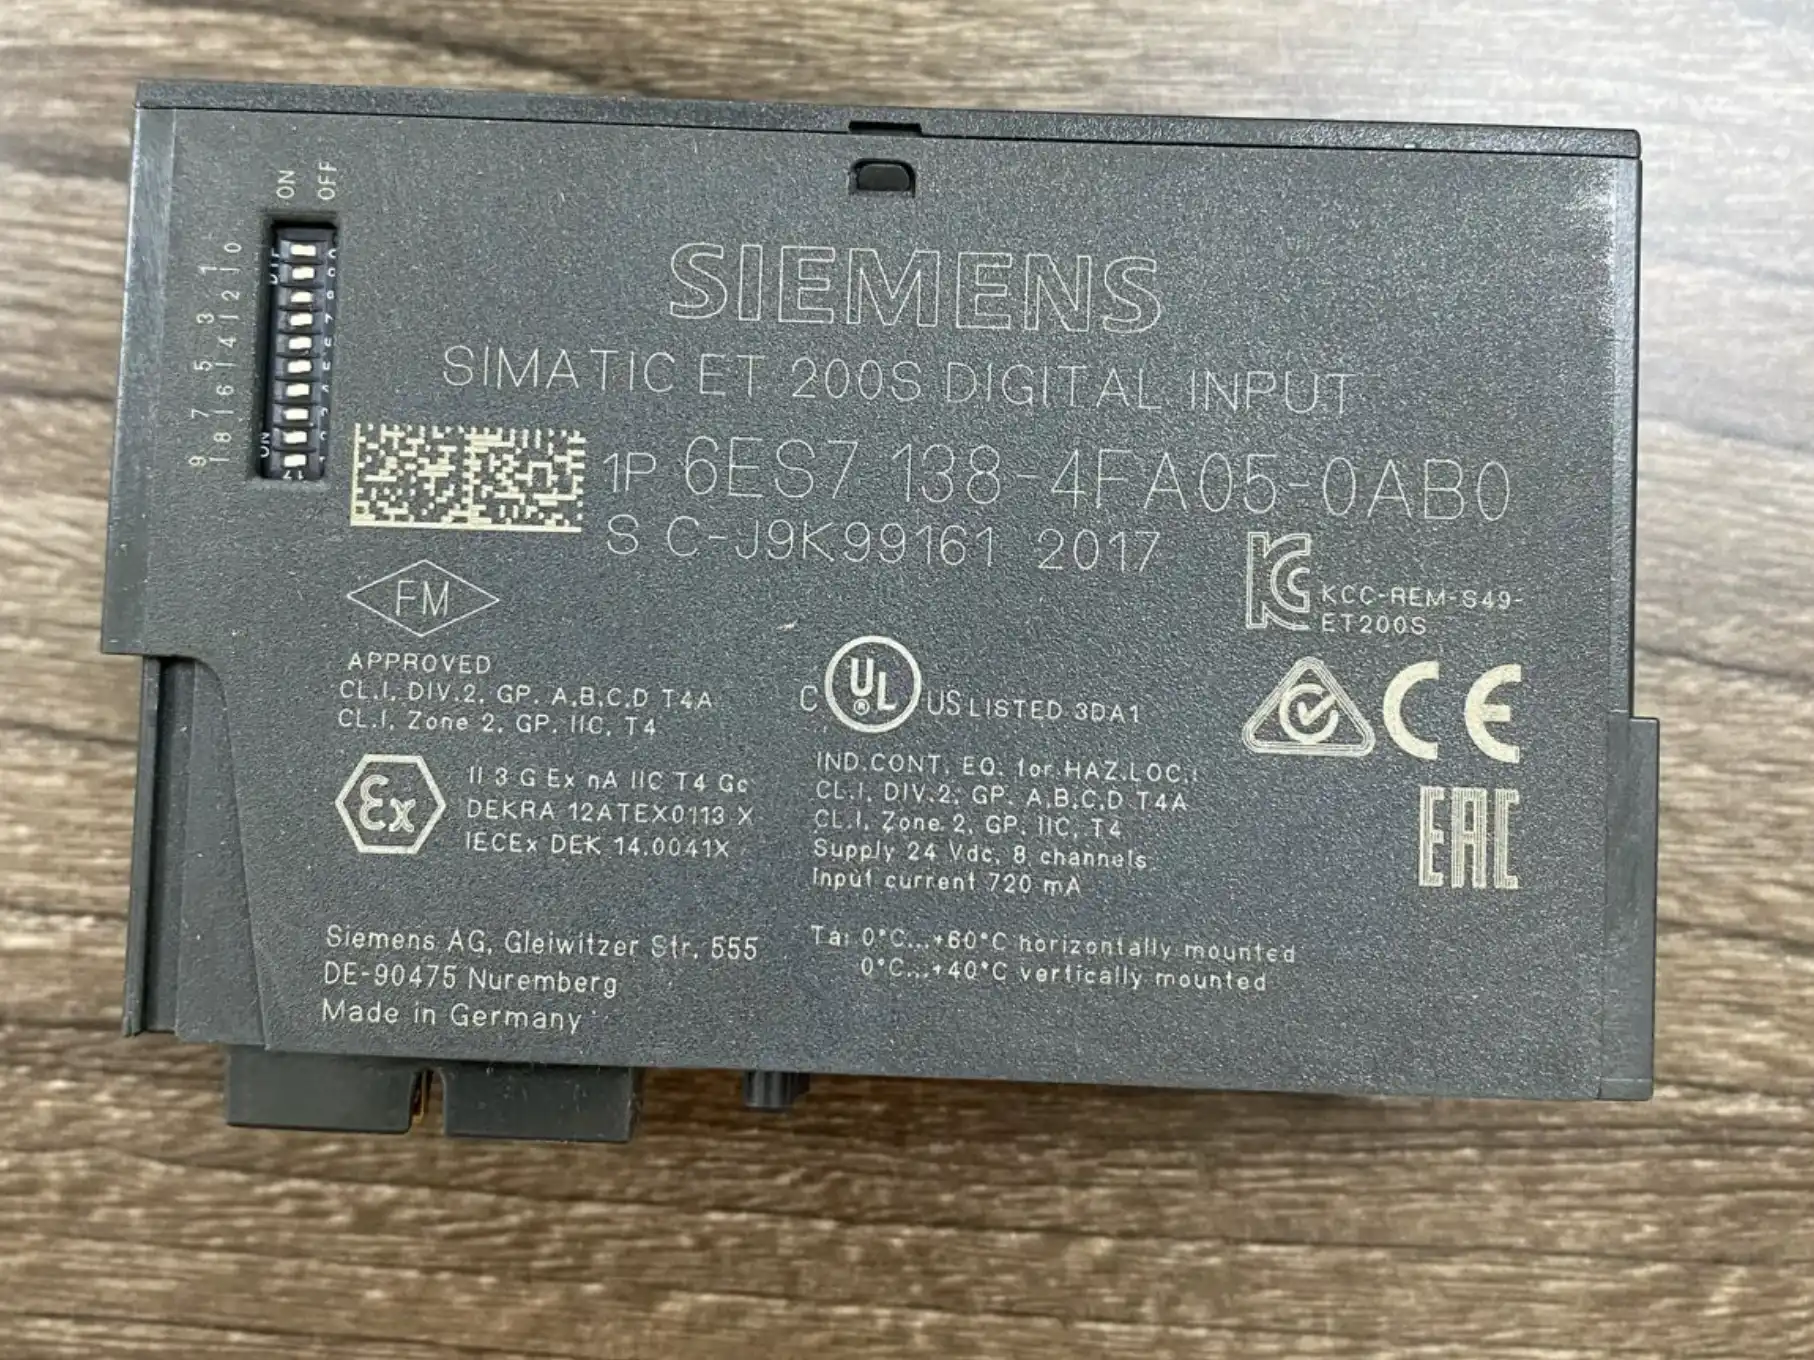 ON
OFF
9 7 5 3 1
8 6 4 2 0
ON
SIEMENS
SIMATIC ET 200S DIGITAL INPUT
1P 6ES7 138-4FA05-0AB0
S C-J9K99161 2017
KCC-REM-S49-
ET200S
FM
APPROVED
CL.I, DIV.2, GP. A,B,C,D T4A
CL.I, Zone 2, GP. IIC, T4
C UL ® US LISTED 3DA1
CE
Ex
II 3 G Ex nA IIC T4 Gc
DEKRA 12ATEX0113 X
IECEx DEK 14.0041X
IND.CONT. EQ. for HAZ.LOC.:
CL.I, DIV.2; GP. A,B,C,D T4A
CL.I, Zone 2, GP. IIC, T4
Supply 24 Vdc, 8 channels
Input current 720 mA
EAC
Siemens AG, Gleiwitzer Str. 555
DE-90475 Nuremberg
Made in Germany
Ta: 0°C...+60°C horizontally mounted
0°C...+40°C vertically mounted